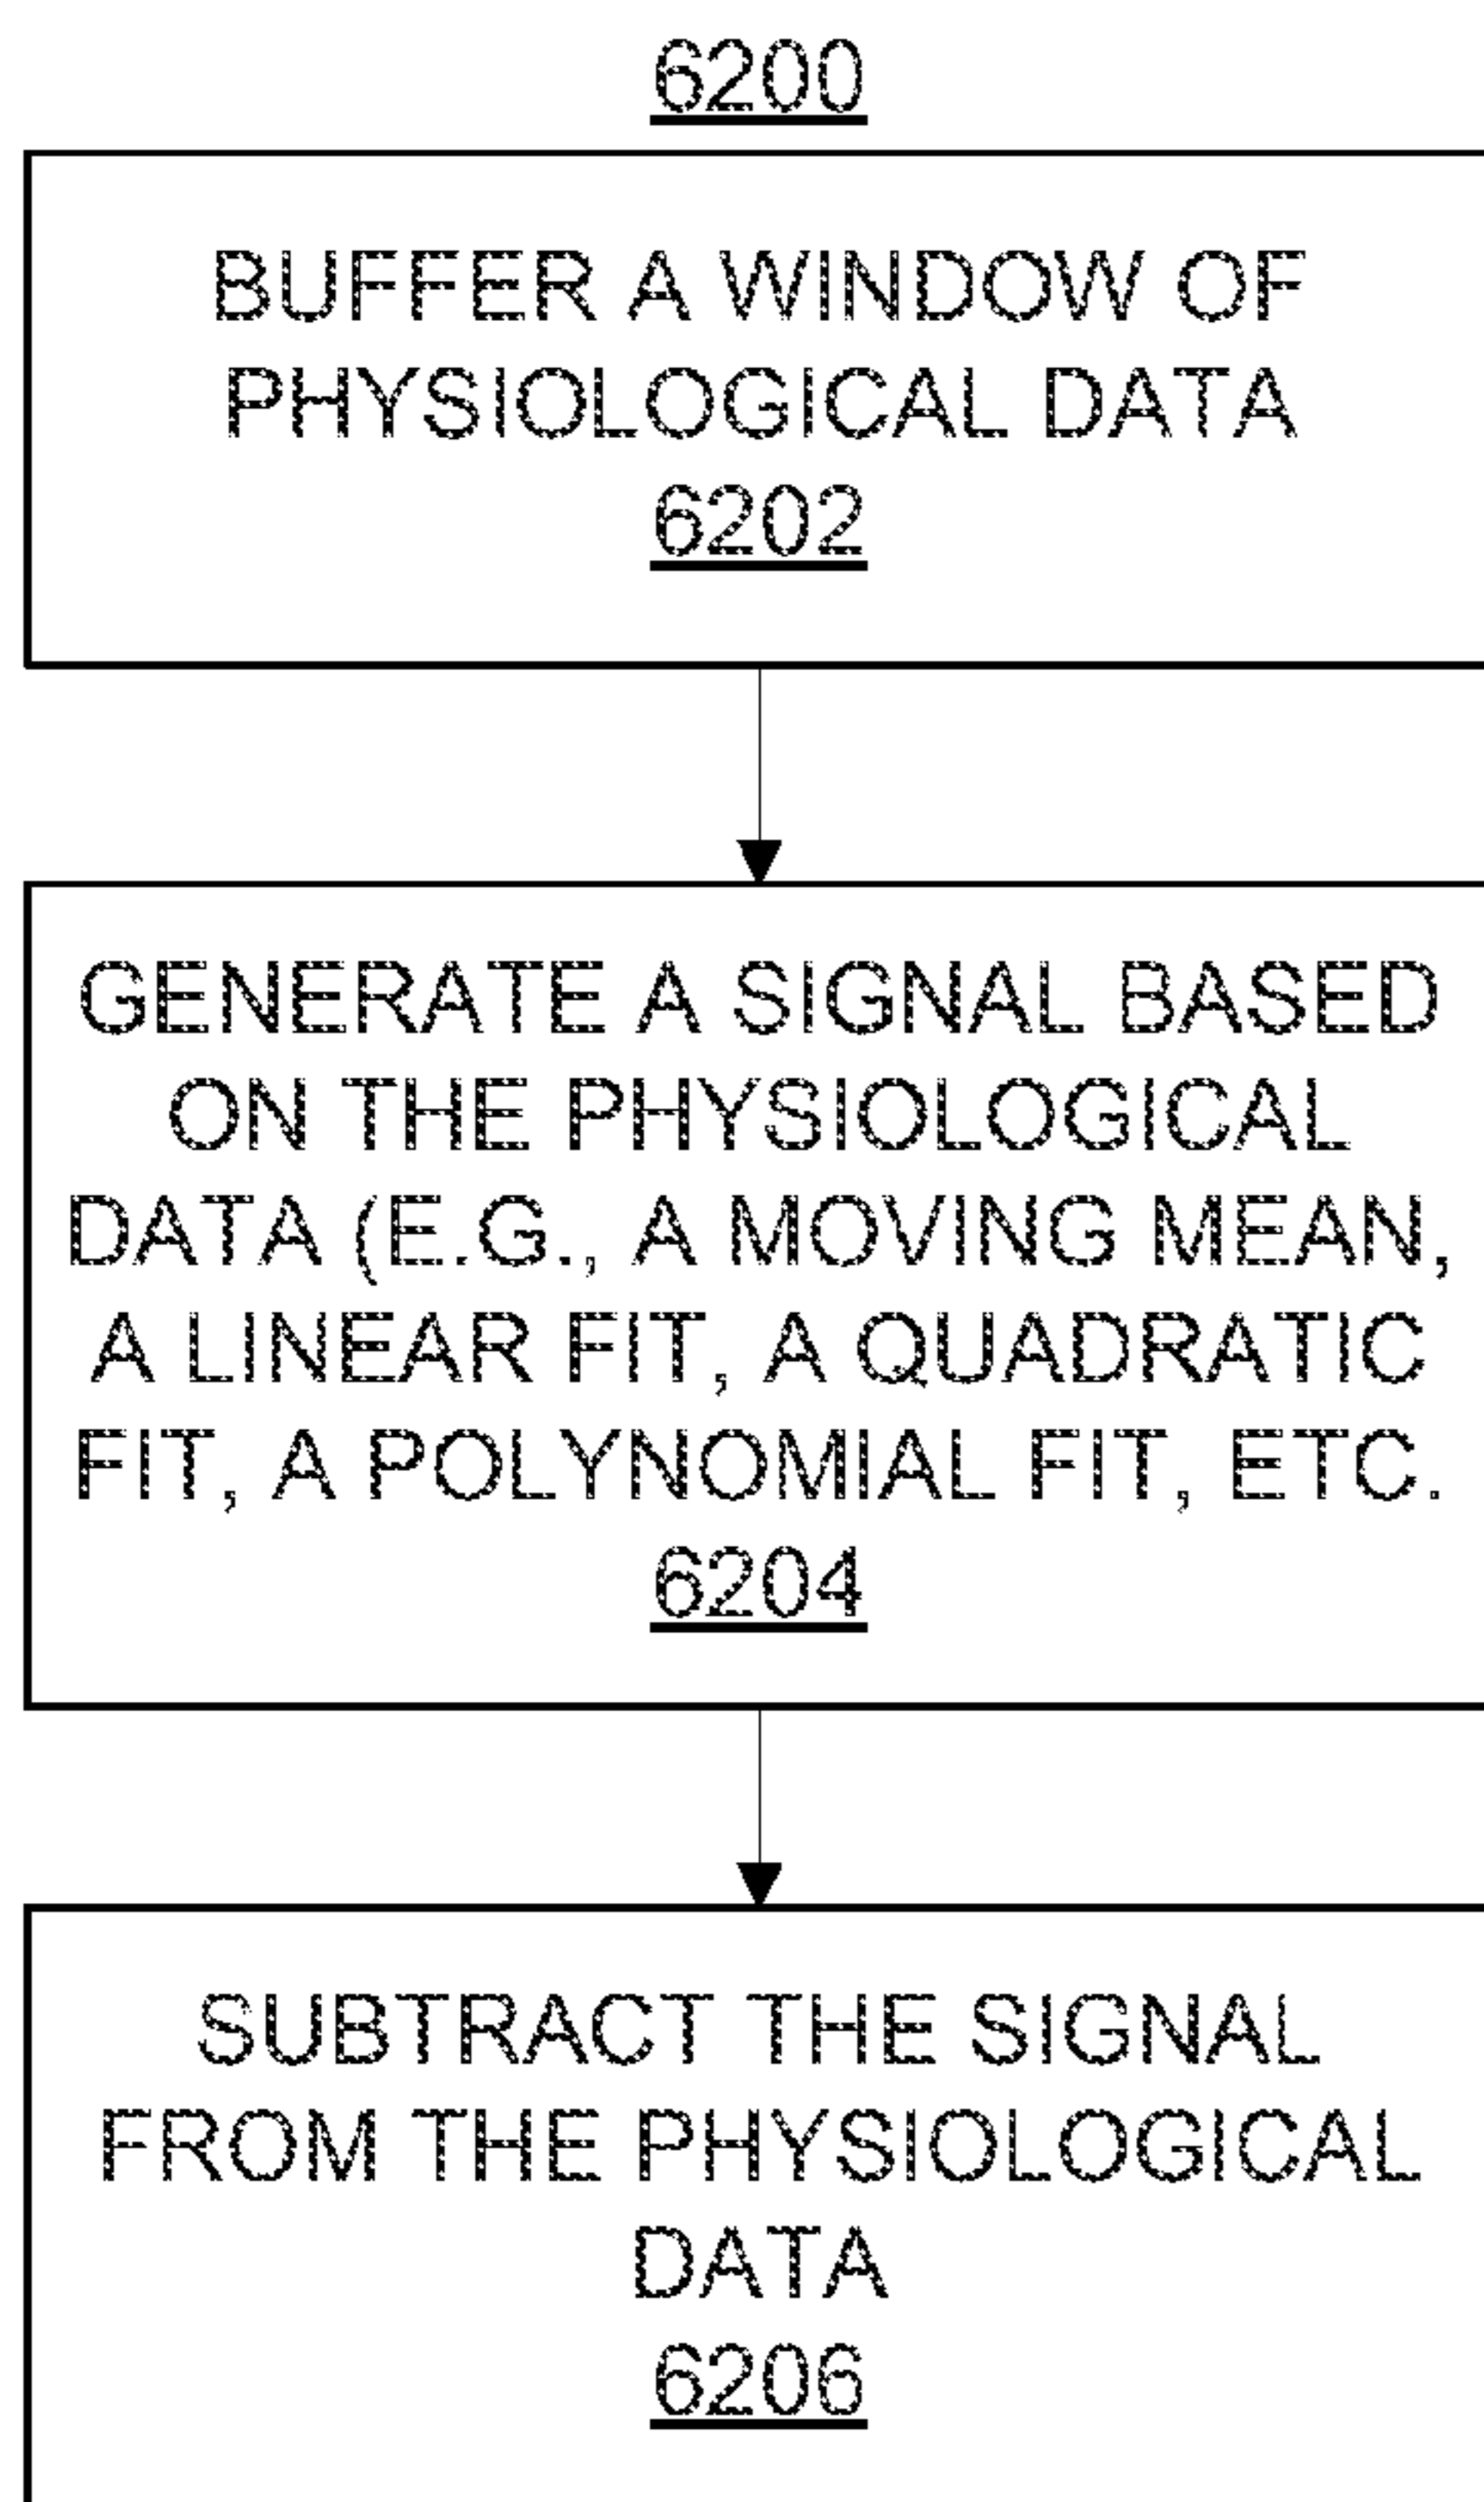 6200
BUFFER A WINDOW OF
PHYSIOLOGICAL DATA
6202
GENERATE A SIGNAL BASED
ON THE PHYSIOLOGICAL
DATA (E.G., A MOVING MEAN,
A LINEAR FIT, A QUADRATIC
FIT, A POLYNOMIAL FIT, ETC.
6204
SUBTRACT THE SIGNAL
FROM THE PHYSIOLOGICAL
DATA
6206